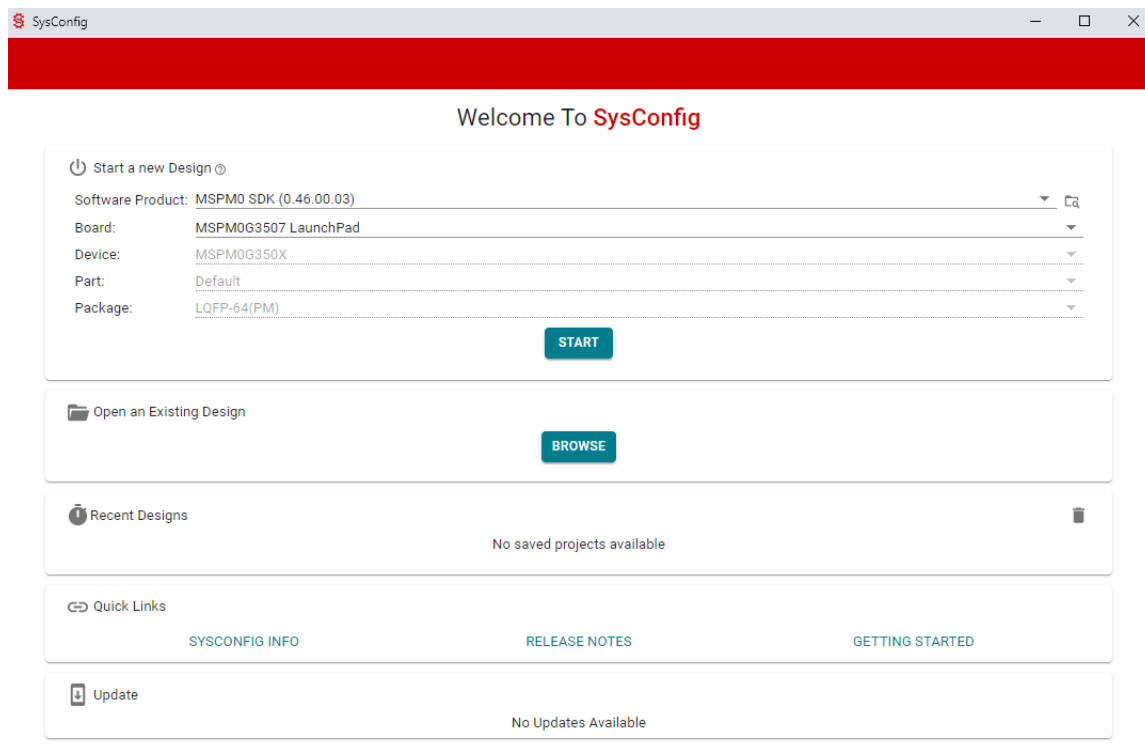 SysConfig
Welcome To SysConfig
Start a new Design
Software Product: MSPM0 SDK (0.46.00.03)
Board: MSPM0G3507 LaunchPad
Device: MSPM0G350X
Part: Default
Package: LQFP-64(PM)
START
Open an Existing Design
BROWSE
Recent Designs
No saved projects available
Quick Links
SYSCONFIG INFO RELEASE NOTES GETTING STARTED
Update
No Updates Available